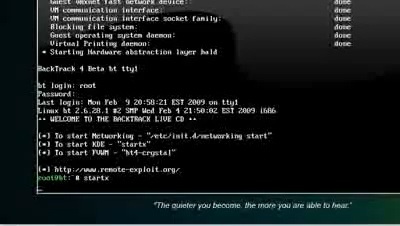 Guest vmxnet fast network device: done
VM communication interface: done
VM communication interface socket family: done
Blocking file system: done
Guest operating system daemon: done
Virtual Printing daemon: done
* Starting Hardware abstraction layer hald
BackTrack 4 Beta bt tty1
bt login: root
Password:
Last login: Mon Feb 9 20:58:21 EST 2009 on tty1
Linux bt 2.6.28.1 #2 SMP Wed Feb 4 21:50:02 EST 2009 i686
-- WELCOME TO THE BACKTRACK LIVE CD --
[*] To start Networking - "/etc/init.d/networking start"
[*] To start KDE - "startx"
[*] To start FVWM - "bt4-crystal"
[*] http://www.remote-exploit.org/
root@bt:~# startx
"The quieter you become, the more you are able to hear."